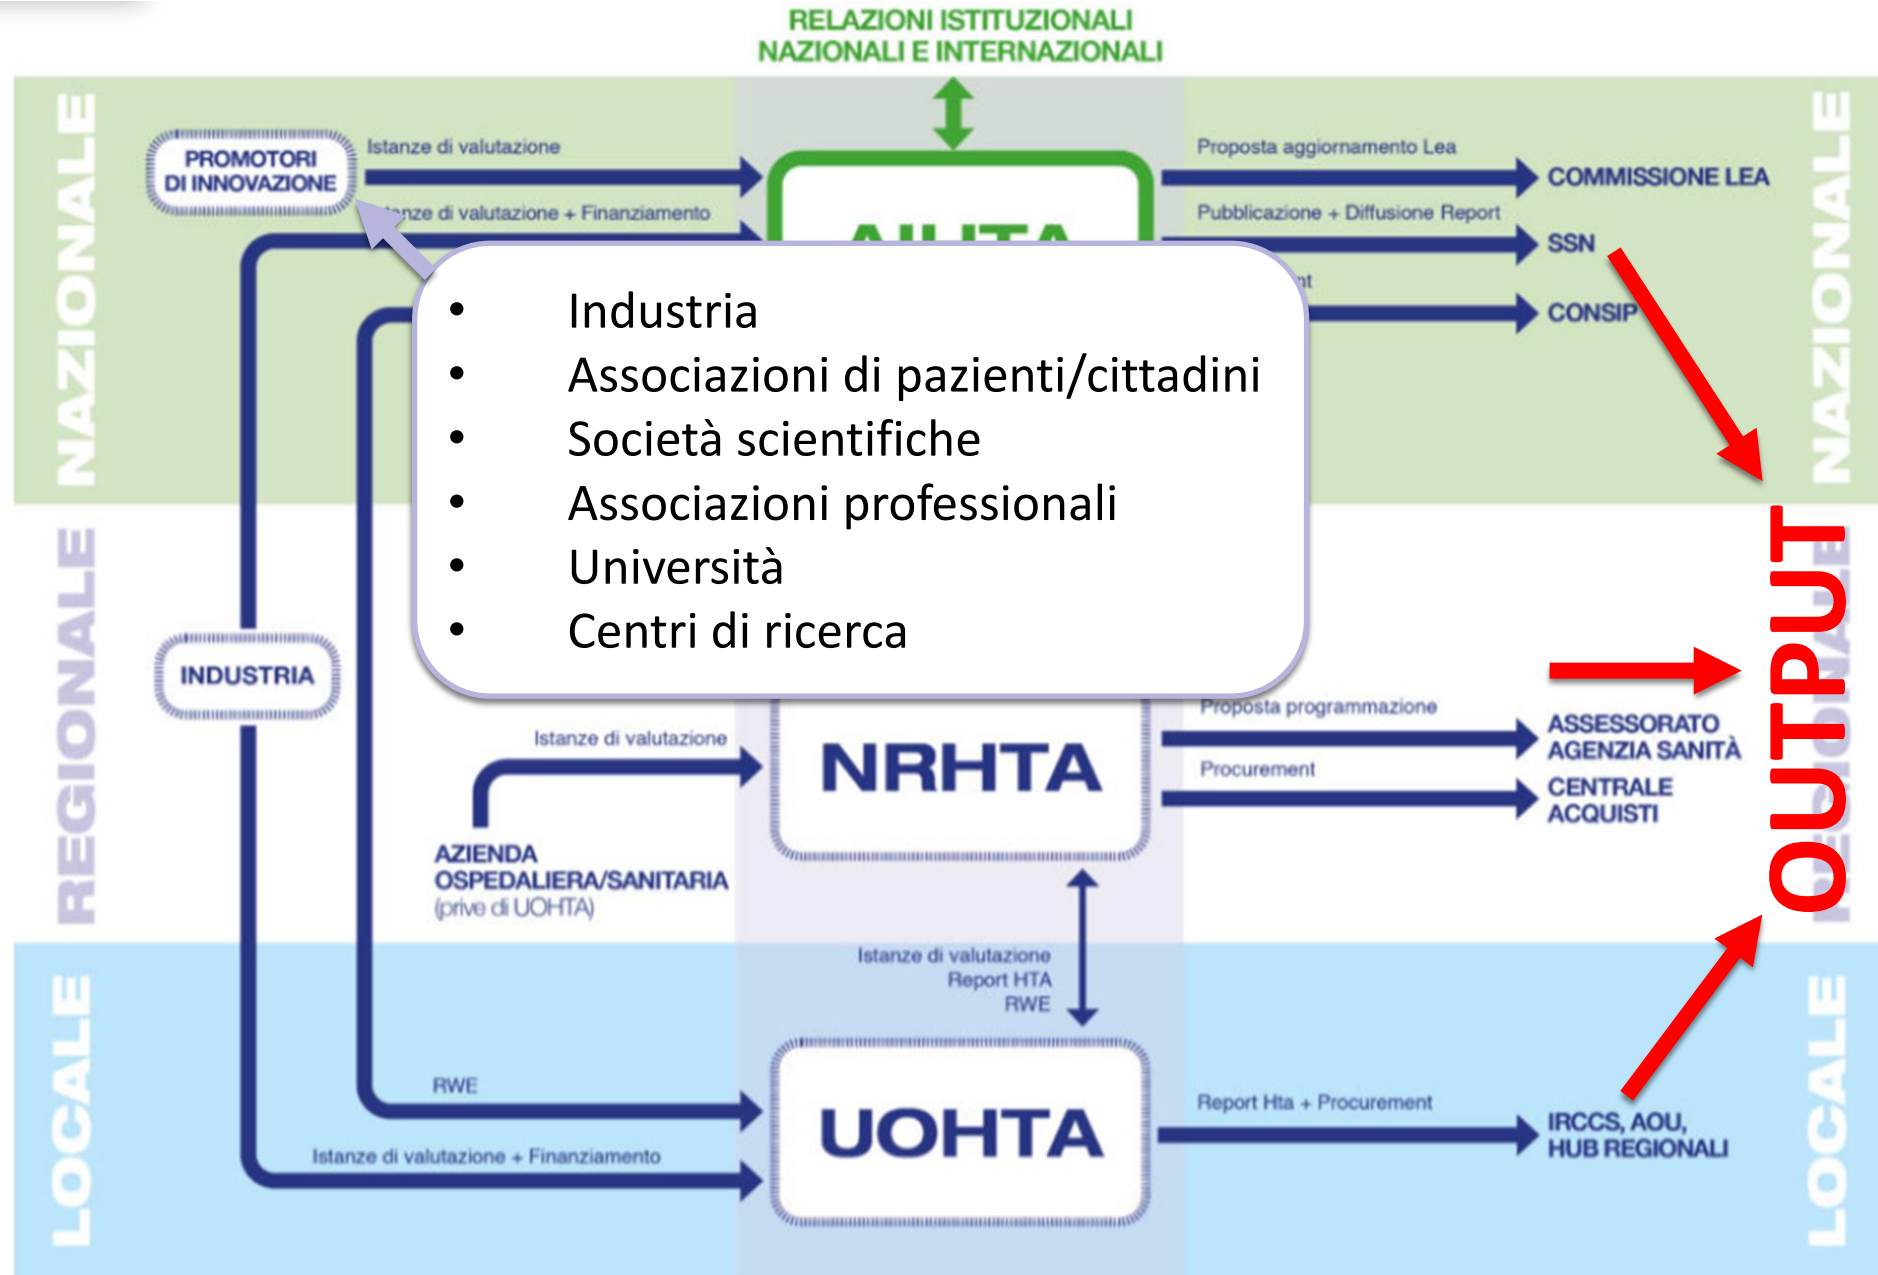 RELAZIONI ISTITUZIONALI
NAZIONALI E INTERNAZIONALI
NAZIONALE
NAZIONALE
PROMOTORI
DI INNOVAZIONE
Istanze di valutazione
di valutazione + Finanziamento
Proposta aggiornamento Lea
COMMISSIONE LEA
Pubblicazione + Diffusione Report
SSN
CONSIP
• Industria
• Associazioni di pazienti/cittadini
• Società scientifiche
• Associazioni professionali
• Università
• Centri di ricerca
REGIONALE
REGIONALE
OUTPUT
INDUSTRIA
Istanze di valutazione
NRHTA
Proposta programmazione
ASSESSORATO
AGENZIA SANITÀ
Procurement
CENTRALE
ACQUISTI
AZIENDA
OSPEDALIERA/SANITARIA
(prive di UOHTA)
LOCALE
LOCALE
Istanze di valutazione
Report HTA
RWE
RWE
Istanze di valutazione + Finanziamento
UOHTA
Report Hta + Procurement
IRCCS, AOU,
HUB REGIONALI